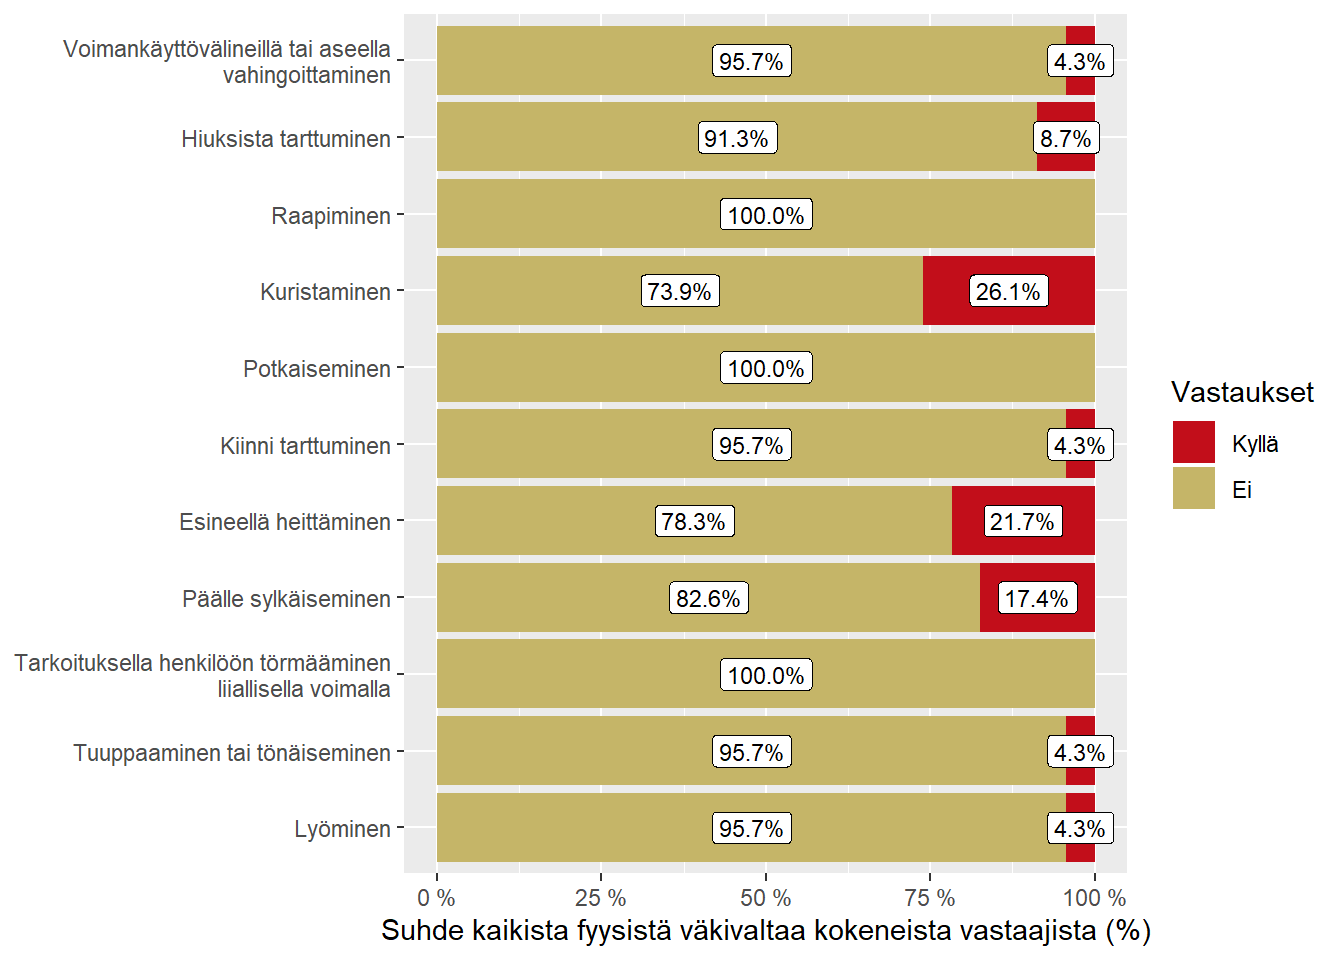 Voimankäyttövälineillä tai aseella
vahingoittaminen
95.7%
4.3%
Hiuksista tarttuminen
91.3%
8.7%
Raapiminen
100.0%
Kuristaminen
73.9%
26.1%
Potkaiseminen
100.0%
Kiinni tarttuminen
95.7%
4.3%
Esineellä heittäminen
78.3%
21.7%
Päälle sylkäiseminen
82.6%
17.4%
Tarkoituksella henkilöön törmääminen
liiallisella voimalla
100.0%
Tuuppaaminen tai tönäiseminen
95.7%
4.3%
Lyöminen
95.7%
4.3%
0 %
25 %
50 %
75 %
100 %
Suhde kaikista fyysistä väkivaltaa kokeneista vastaajista (%)
Vastaukset
Kyllä
Ei